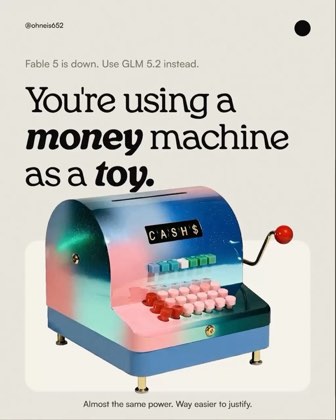 @ohneis652
Fable 5 is down. Use GLM 5.2 instead.
You're using a
money machine
as a toy.
CASH$
Almost the same power. Way easier to justify.